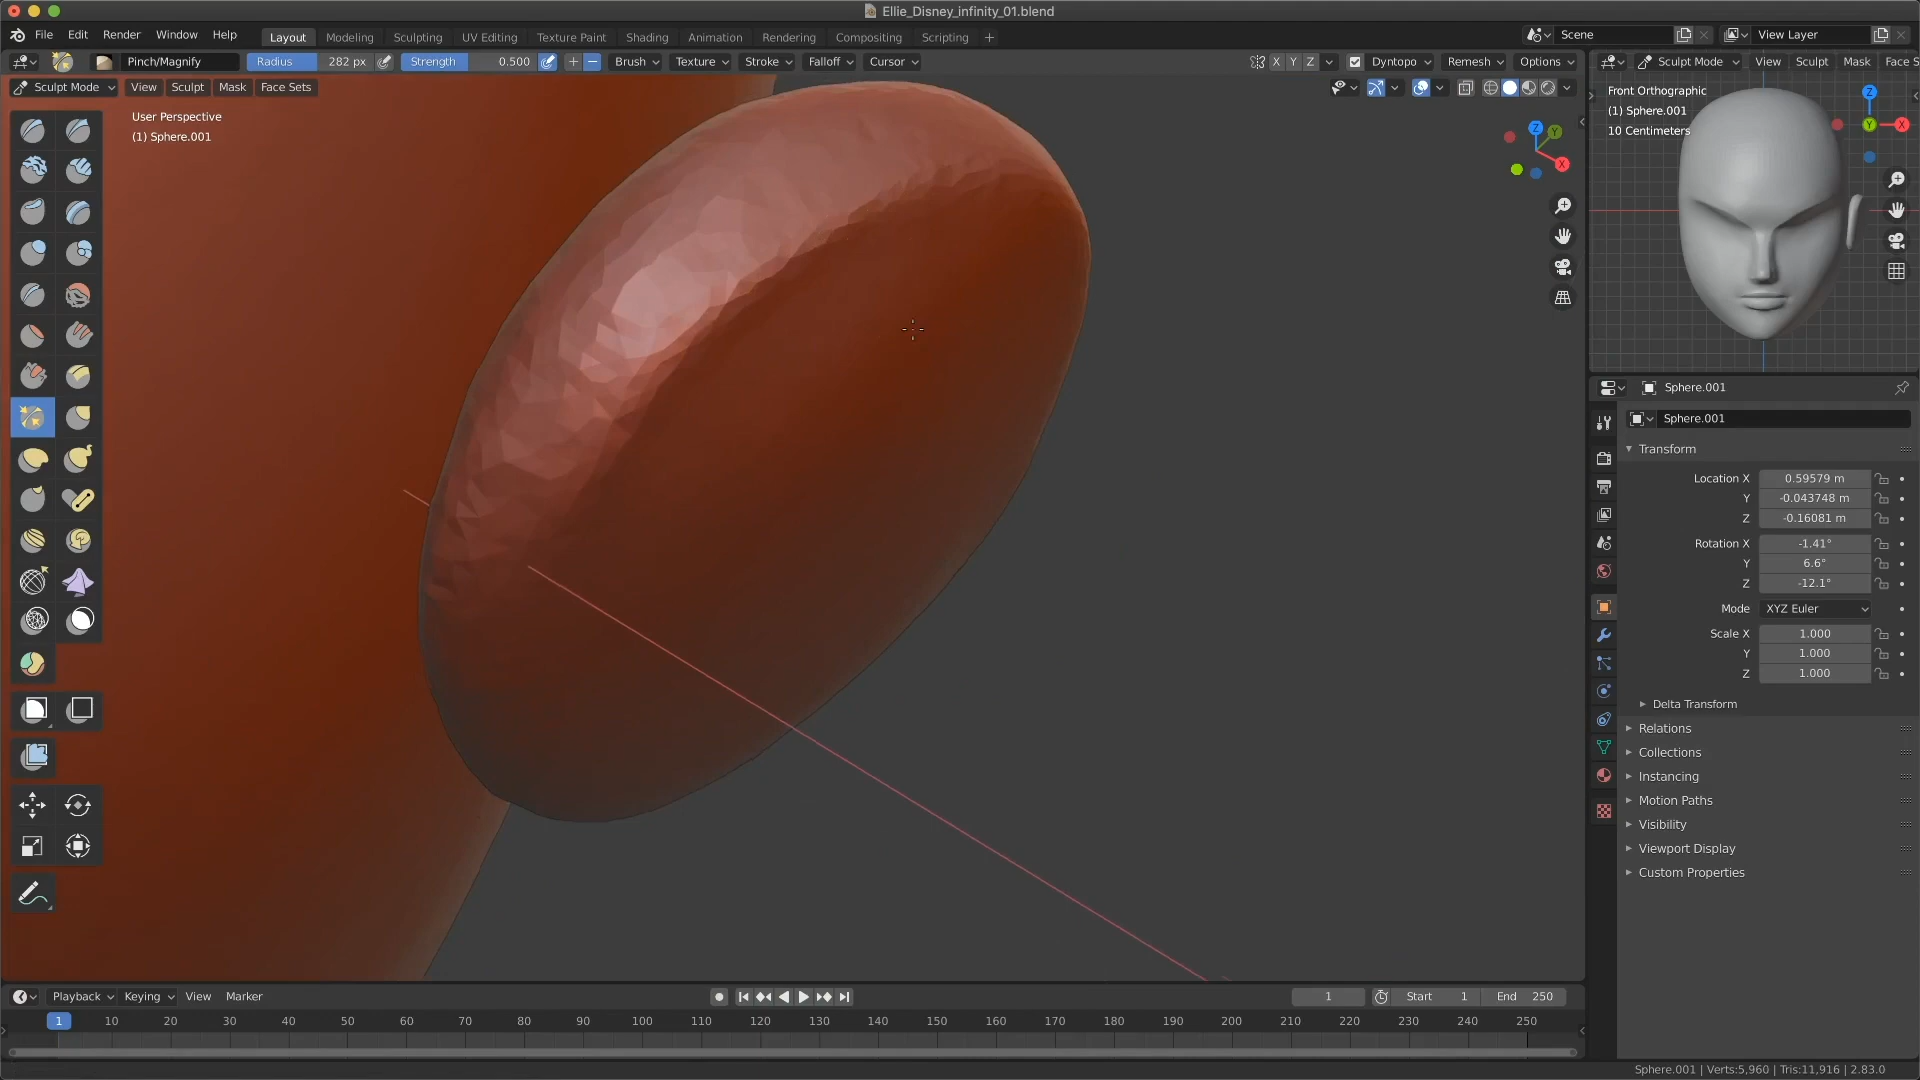 Ellie_Disney_infinity_01.blend
File Edit Render Window Help Layout Modeling Sculpting UV Editing Texture Paint Shading Animation Rendering Compositing Scripting + Scene View Layer
Pinch/Magnify Radius 282 px Strength 0.500 Brush Texture Stroke Falloff Cursor X Y Z Dyntopo Remesh Options Sculpt Mode View Sculpt Mask Face S
Sculpt Mode View Sculpt Mask Face Sets
User Perspective
(1) Sphere.001
Z
Y
X
Front Orthographic
(1) Sphere.001
10 Centimeters
Z
Y
X
Sphere.001
Sphere.001
Transform
Location X 0.59579 m
Y -0.043748 m
Z -0.16081 m
Rotation X -1.41°
Y 6.6°
Z -12.1°
Mode XYZ Euler
Scale X 1.000
Y 1.000
Z 1.000
Delta Transform
Relations
Collections
Instancing
Motion Paths
Visibility
Viewport Display
Custom Properties
Playback Keying View Marker 1 Start 1 End 250
1 10 20 30 40 50 60 70 80 90 100 110 120 130 140 150 160 170 180 190 200 210 220 230 240 250
Sphere.001 | Verts:5,960 | Tris:11,916 | 2.83.0